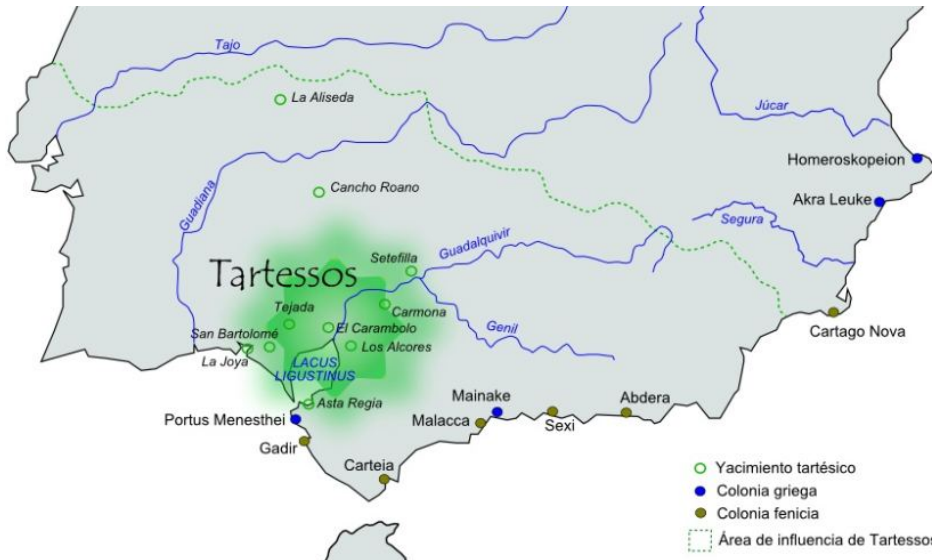 Tajo
La Aliseda
Júcar
Homeroskopeion
Cancho Roano
Akra Leuke
Guadiana
Segura
Guadalquivir
Setefilla
Tartessos
Tejada
Carmona
Cartago Nova
San Bartolomé
El Carambolo
Genil
Los Alcores
La Joya
LACUS
LIGUSTINUS
Asta Regia
Mainake
Abdera
Portus Menesthei
Malacca
Sexi
Gadir
Carteia
Yacimiento tartésico
Colonia griega
Colonia fenicia
Área de influencia de Tartessos